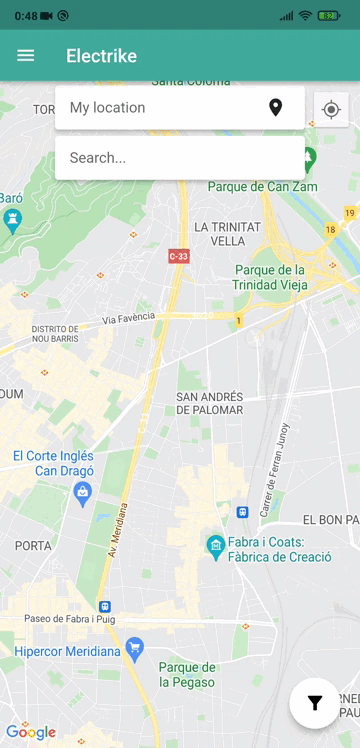 0:48
82
Electrike
Santa Coloma
My location
Search...
TOR
Baró
Parque de Can Zam
19
18
LA TRINITAT
VELLA
C-33
Parque de la
Trinidad Vieja
Via Favència
1
DISTRITO DE
NOU BARRIS
DUM
SAN ANDRÉS
DE PALOMAR
Carrer de Ferran Junoy
El Corte Inglés
Can Dragó
EL BON PA
Av. Meridiana
PORTA
Fabra i Coats:
Fàbrica de Creació
Paseo de Fabra i Puig
Hipercor Meridiana
Parque de
la Pegaso
Google